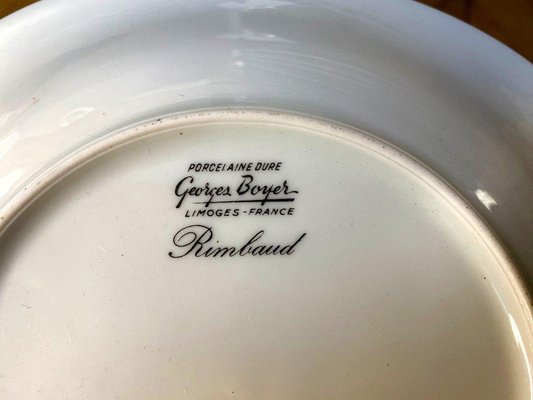 PORCELAINE DURE
Georges Boyer
LIMOGES-FRANCE
Rimbaud